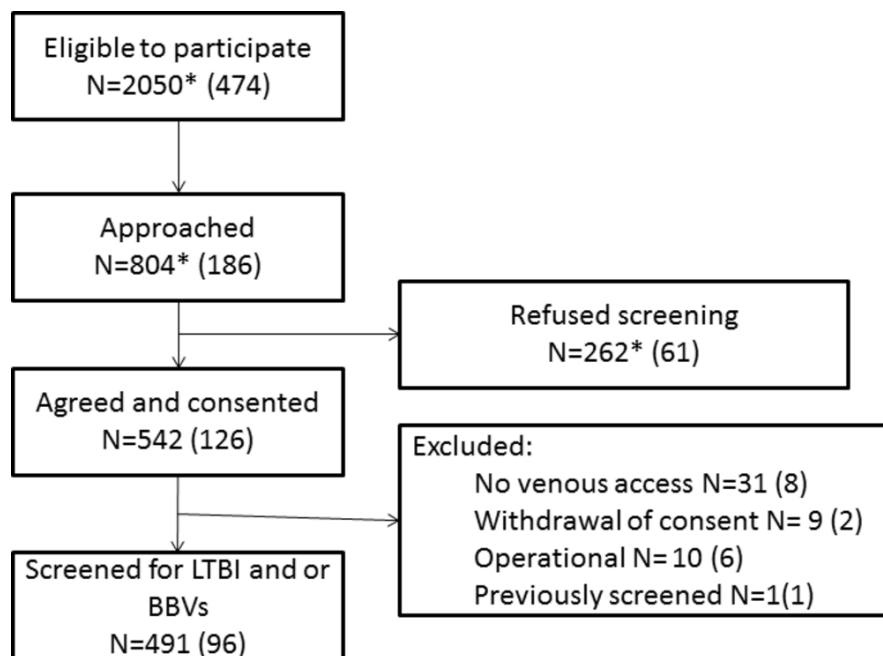 Eligible to participate
N=2050* (474)
Approached
N=804* (186)
Refused screening
N=262* (61)
Agreed and consented
N=542 (126)
Excluded:
No venous access N=31 (8)
Withdrawal of consent N= 9 (2)
Operational N= 10 (6)
Previously screened N=1(1)
Screened for LTBI and or
BBVs
N=491 (96)